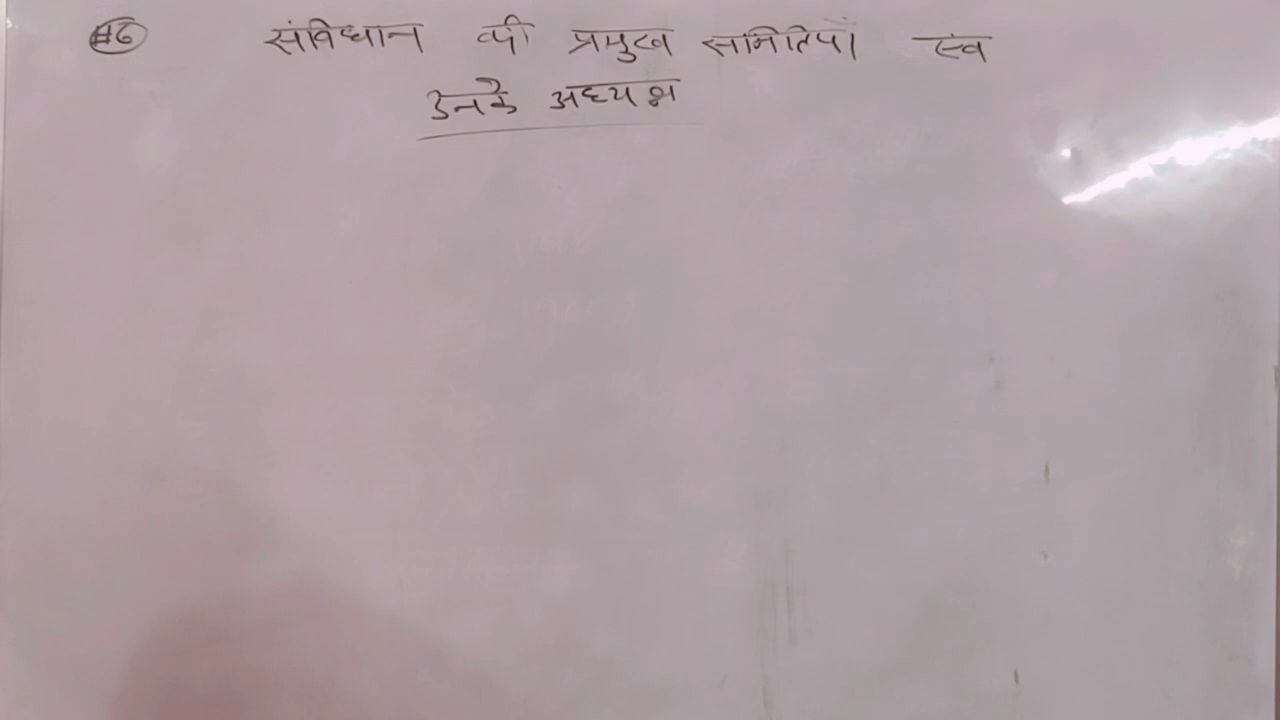 #6 संविधान की प्रमुख समितियाँ एवं
उनके अध्यक्ष